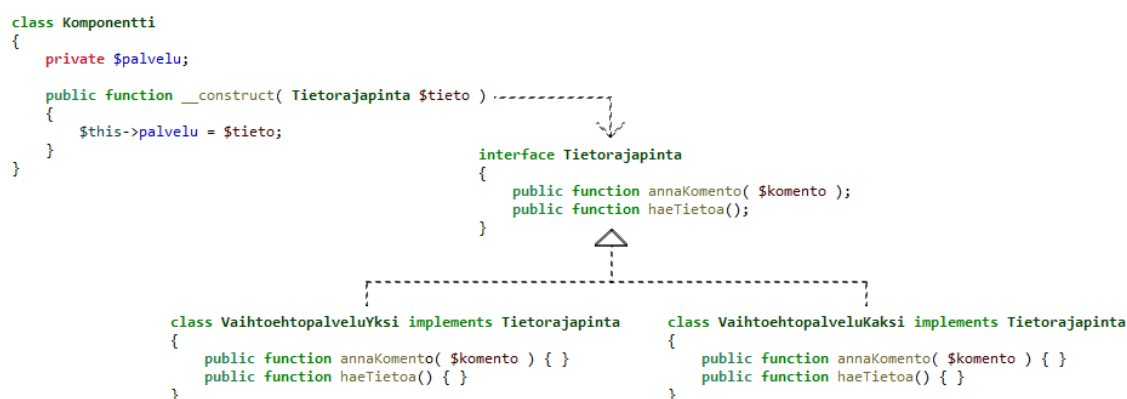 class Komponentti
{
    private $palvelu;
    public function __construct( Tietorajapinta $tieto )
    {
        $this->palvelu = $tieto;
    }
}
interface Tietorajapinta
{
    public function annaKomento( $komento );
    public function haeTietoa();
}
class VaihtoehtopalveluYksi implements Tietorajapinta
{
    public function annaKomento( $komento ) { }
    public function haeTietoa() { }
}
class VaihtoehtopalveluKaksi implements Tietorajapinta
{
    public function annaKomento( $komento ) { }
    public function haeTietoa() { }
}